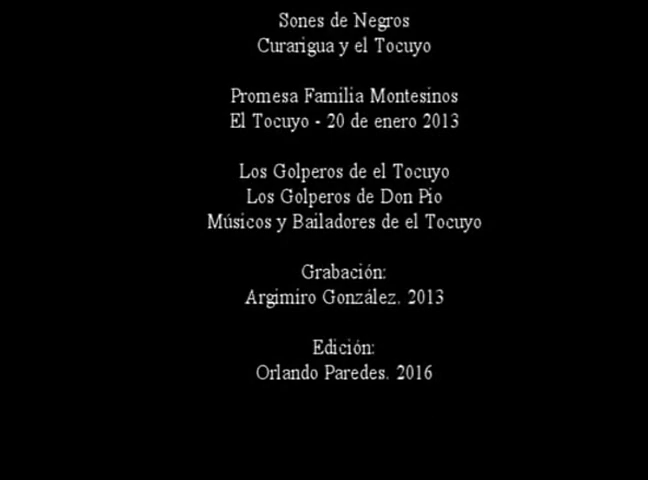 Sones de Negros
Curarigua y el Tocuyo
Promesa Familia Montesinos
El Tocuyo - 20 de enero 2013
Los Golperos de el Tocuyo
Los Golperos de Don Pio
Músicos y Bailadores de el Tocuyo
Grabación:
Argimiro González. 2013
Edición:
Orlando Paredes. 2016